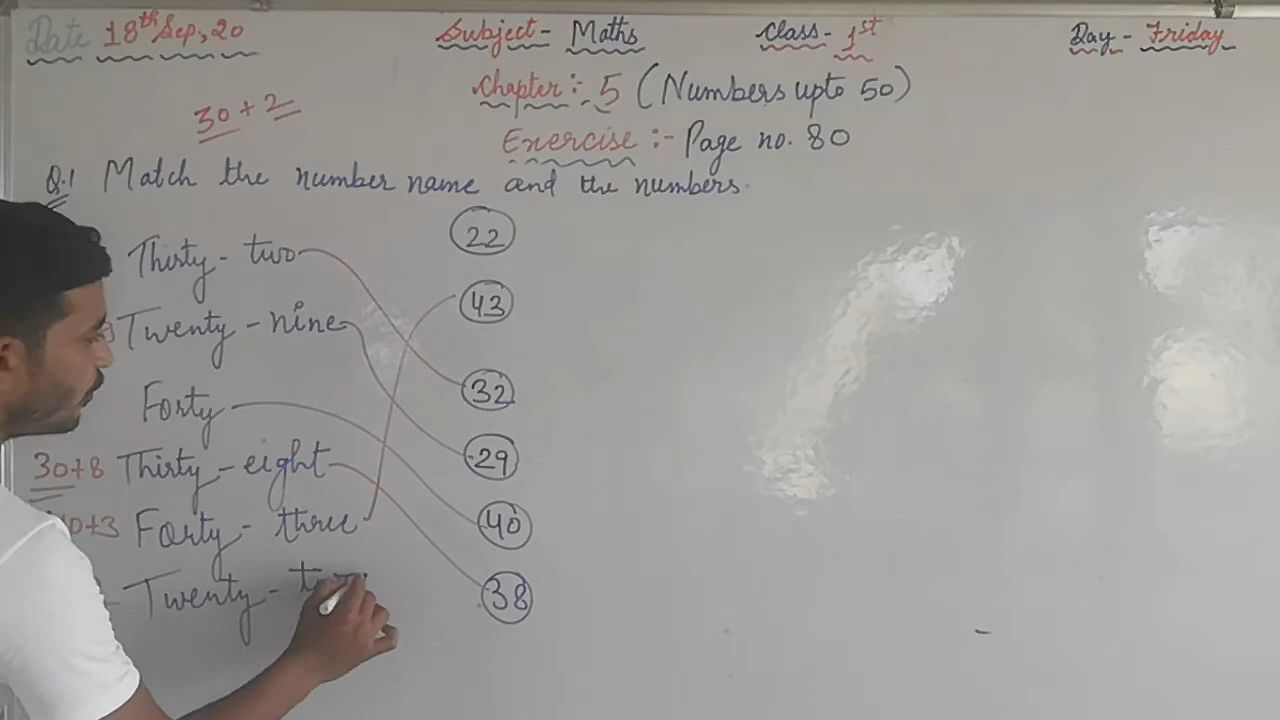 Date 18th Sep, 20 Subject - Maths Class - 1st Day - Friday
Chapter :- 5 (Numbers upto 50)
30 + 2
Exercise :- Page no. 80
Q.1 Match the number name and the numbers.
Thirty - two 22
Twenty - nine 43
Forty 32
30+8 Thirty - eight 29
+3 Forty - three 40
Twenty - 38